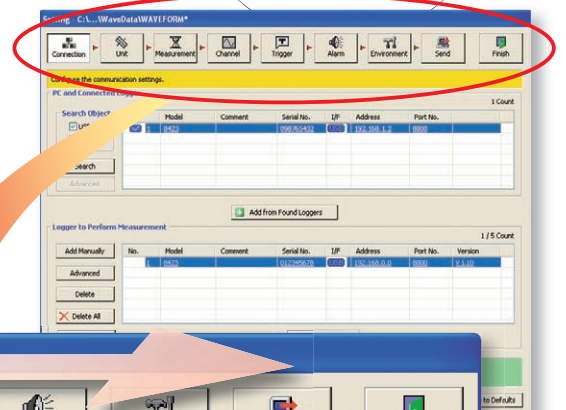 Setting - C:\...\WaveData\WAVEFORM*
Connection Unit Measurement Channel Trigger Alarm Environment Send Finish
Configure the communication settings.
PC and Connected
1 Count
Search Object
Model Comment Serial No. I/F Address Port No.
1 8423 098765432 USB 192.168.1.2 8800
Search
Advanced
Add from Found Loggers
Logger to Perform Measurement
1 / 5 Count
Add Manually No. Model Comment Serial No. I/F Address Port No. Version
1 8423 012345678 USB 192.168.0.0 8800 V 1.10
Advanced
Delete
Delete All
to Defaults